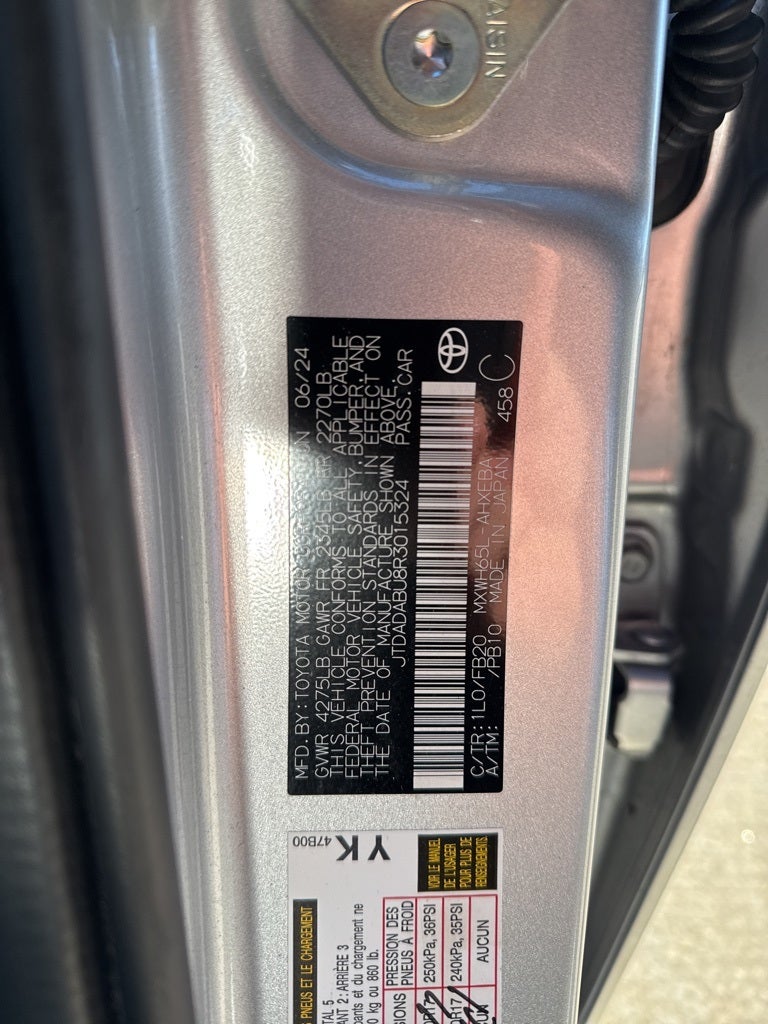 AISIN
MFD.BY:TOYOTA MOTOR 06/24
GVWR 4275LB GAWR FR 2345LB RR 2270LB
THIS VEHICLE CONFORMS TO ALL APPLICABLE
FEDERAL MOTOR VEHICLE SAFETY, BUMPER, AND
THEFT PREVENTION STANDARDS IN EFFECT ON
THE DATE OF MANUFACTURE SHOWN ABOVE.
JTDADABU8R3015324 PASS.CAR
C/TR:1L0/FB20 MXWH65L-AHXEBA
A/TM: /PB10 MADE IN JAPAN 458 C
YK
47B00
PNEUS ET LE CHARGEMENT
TAL 5
ANT 2: ARRIÈRE 3
pants et du chargement ne
0 kg ou 860 lb.
PRESSION DES
PNEUS À FROID
250kPa, 36PSI
240kPa, 35PSI
AUCUN
VOIR LE MANUEL
DE L'USAGER
POUR PLUS DE
RENSEIGNEMENTS